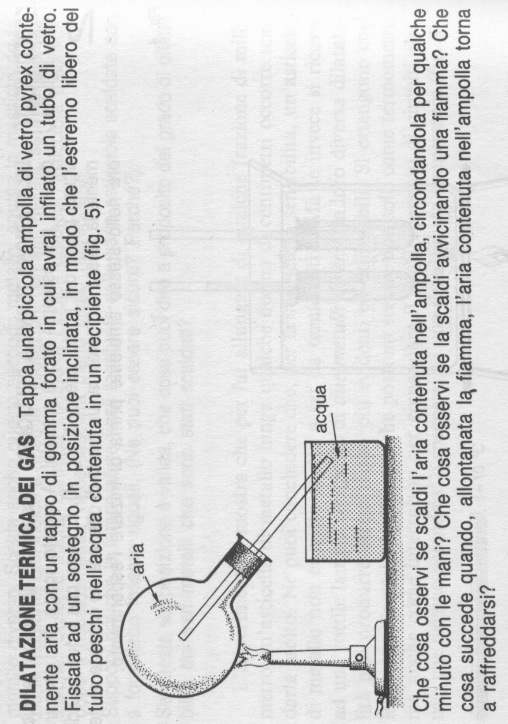 DILATAZIONE TERMICA DEI GAS Tappa una piccola ampolla di vetro pyrex conte-
nente aria con un tappo di gomma forato in cui avrai infilato un tubo di vetro.
Fissala ad un sostegno in posizione inclinata, in modo che l'estremo libero del
tubo peschi nell'acqua contenuta in un recipiente (fig. 5).
aria
acqua
Che cosa osservi se scaldi l'aria contenuta nell'ampolla, circondandola per qualche
minuto con le mani? Che cosa osservi se la scaldi avvicinando una fiamma? Che
cosa succede quando, allontanata la fiamma, l'aria contenuta nell'ampolla torna
a raffreddarsi?